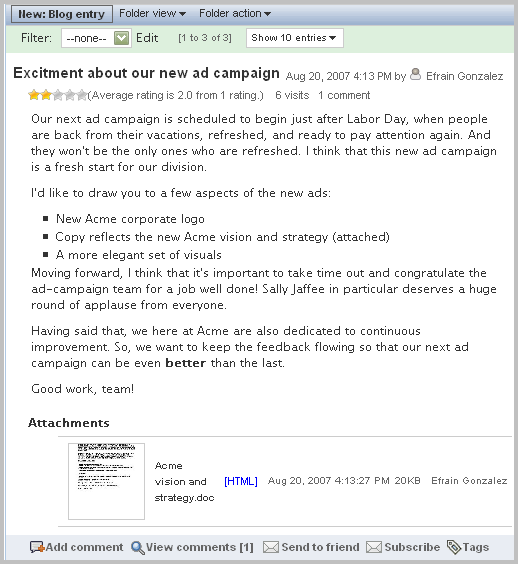 New: Blog entry Folder view Folder action
Filter: --none-- Edit [1 to 3 of 3] Show 10 entries
Excitment about our new ad campaign Aug 20, 2007 4:13 PM by Efrain Gonzalez
(Average rating is 2.0 from 1 rating.) 6 visits 1 comment
Our next ad campaign is scheduled to begin just after Labor Day, when people
are back from their vacations, refreshed, and ready to pay attention again. And
they won't be the only ones who are refreshed. I think that this new ad campaign
is a fresh start for our division.
I'd like to draw you to a few aspects of the new ads:
New Acme corporate logo
Copy reflects the new Acme vision and strategy (attached)
A more elegant set of visuals
Moving forward, I think that it's important to take time out and congratulate the
ad-campaign team for a job well done! Sally Jaffee in particular deserves a huge
round of applause from everyone.
Having said that, we here at Acme are also dedicated to continuous
improvement. So, we want to keep the feedback flowing so that our next ad
campaign can be even better than the last.
Good work, team!
Attachments
Acme
vision and [HTML] Aug 20, 2007 4:13:27 PM 20KB Efrain Gonzalez
strategy.doc
Add comment View comments [1] Send to friend Subscribe Tags